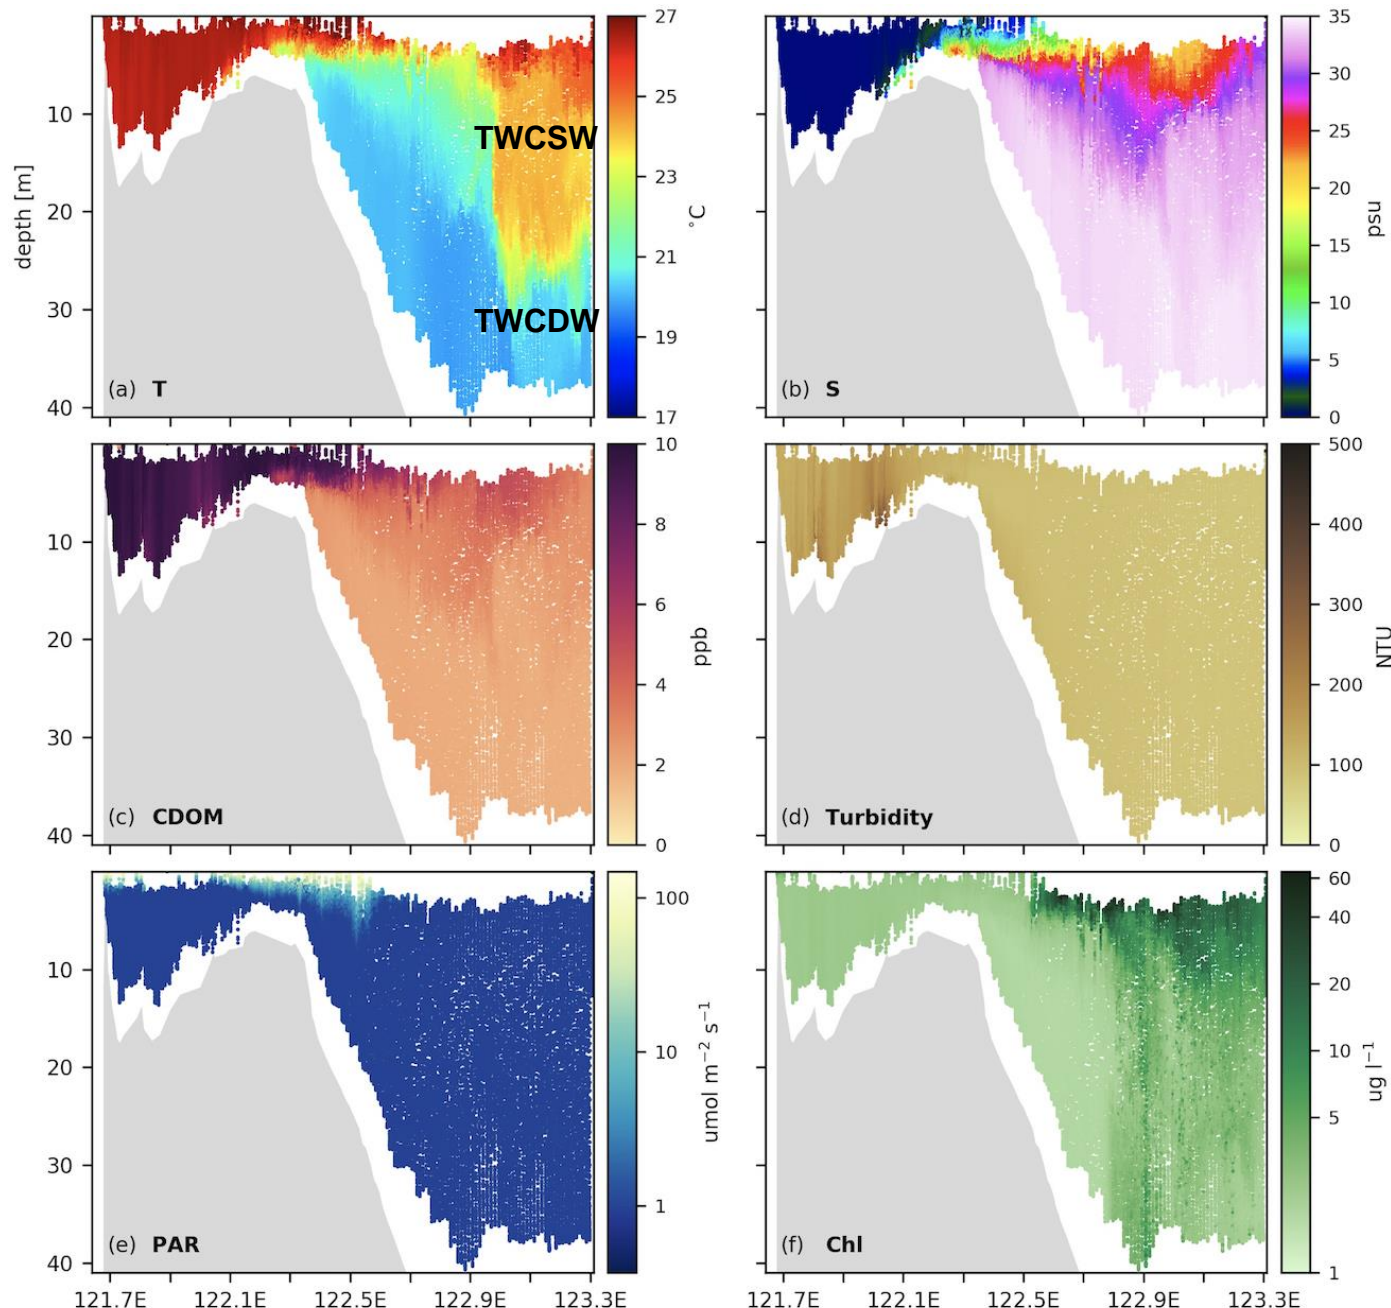 depth [m]
10
20
30
40
TWCSW
TWCDW
(a) T
27
25
23
21
19
17
°C
(b) S
35
30
25
20
15
10
5
0
psu
10
20
30
40
(c) CDOM
10
8
6
4
2
0
ppb
(d) Turbidity
500
400
300
200
100
0
NTU
10
20
30
40
(e) PAR
100
10
1
umol m⁻² s⁻¹
(f) Chl
60
40
20
10
5
1
ug l⁻¹
121.7E 122.1E 122.5E 122.9E 123.3E
121.7E 122.1E 122.5E 122.9E 123.3E